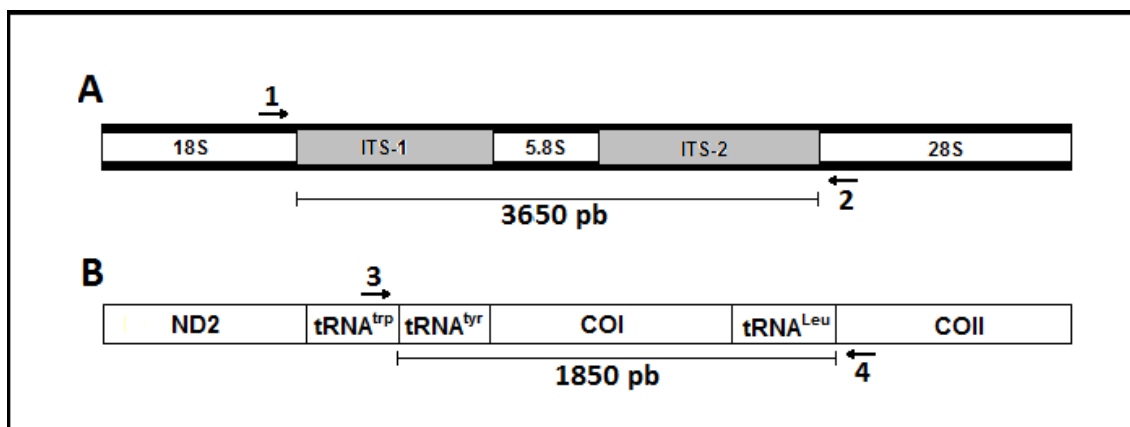 A
1
18S ITS-1 5.8S ITS-2 28S
2
3650 pb
B
3
ND2 tRNAᵗʳᵖ tRNAᵗʸʳ COI tRNAᴸᵉᵘ COII
4
1850 pb